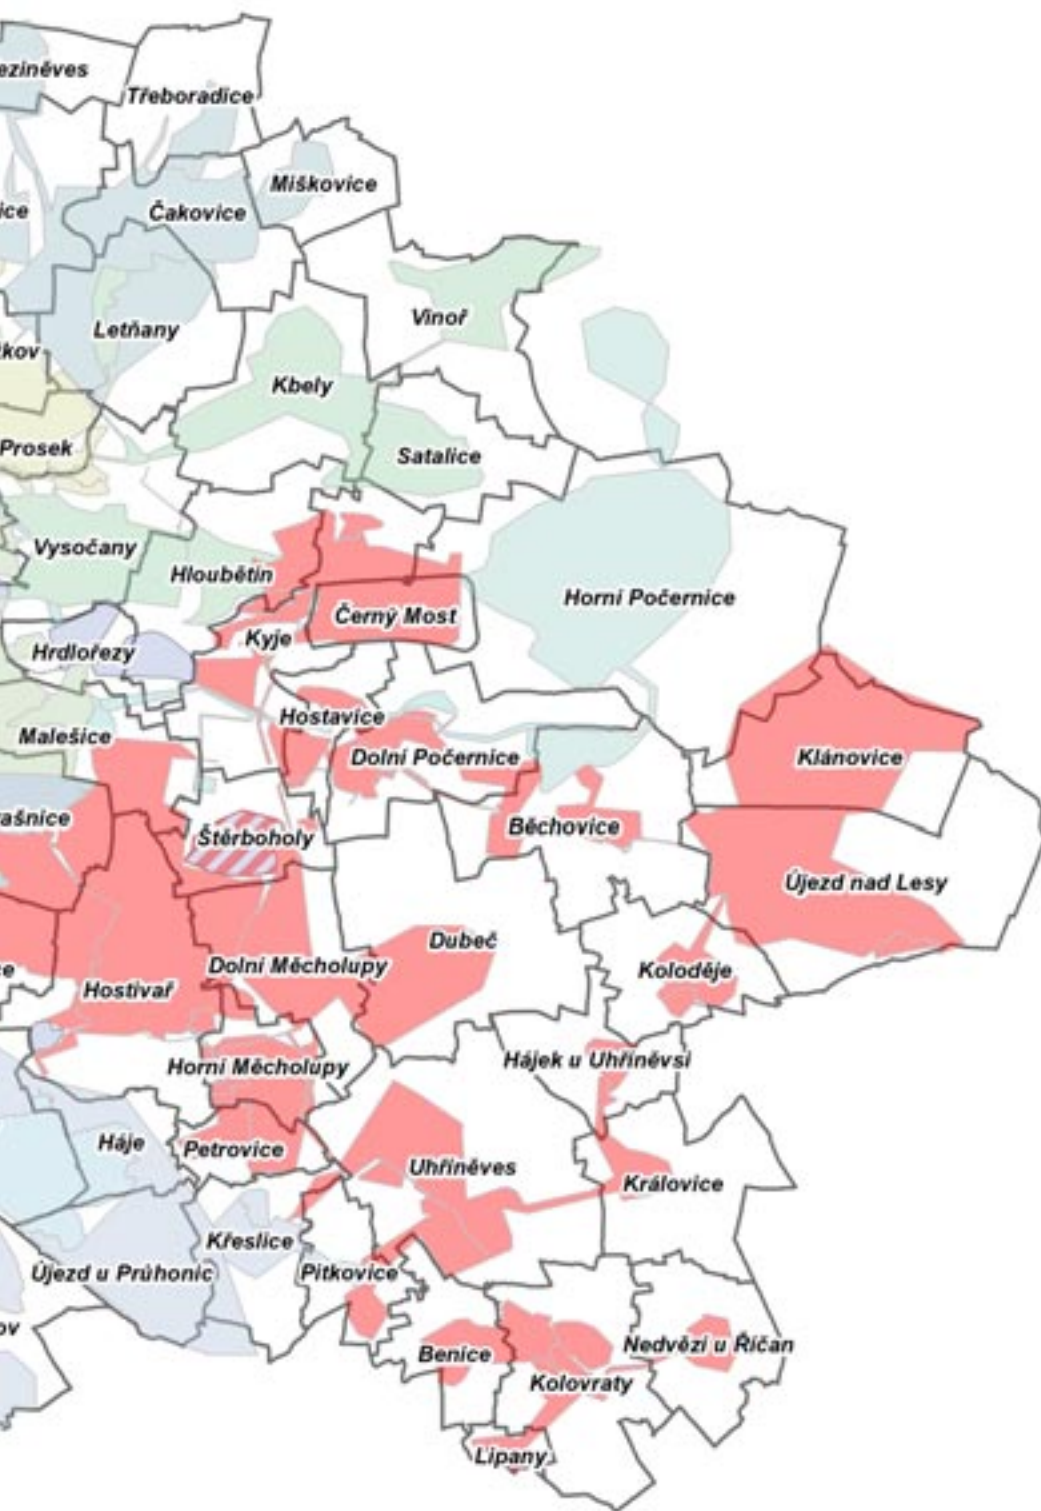 eziněves
Třeboradice
Miškovice
ice
Čakovice
Vinoř
Letňany
kov
Kbely
Prosek
Satalice
Vysočany
Hloubětín
Horní Počernice
Černý Most
Kyje
Hrdlořezy
Hostavice
Malešice
Dolní Počernice
Klánovice
ašnice
Štěrboholy
Běchovice
Újezd nad Lesy
Dubeč
ce
Dolní Měcholupy
Koloděje
Hostivař
Horní Měcholupy
Hájek u Uhříněvsi
Háje
Petrovice
Uhříněves
Královice
Křeslice
Újezd u Průhonic
Pitkovice
ov
Benice
Nedvězí u Říčan
Kolovraty
Lipany